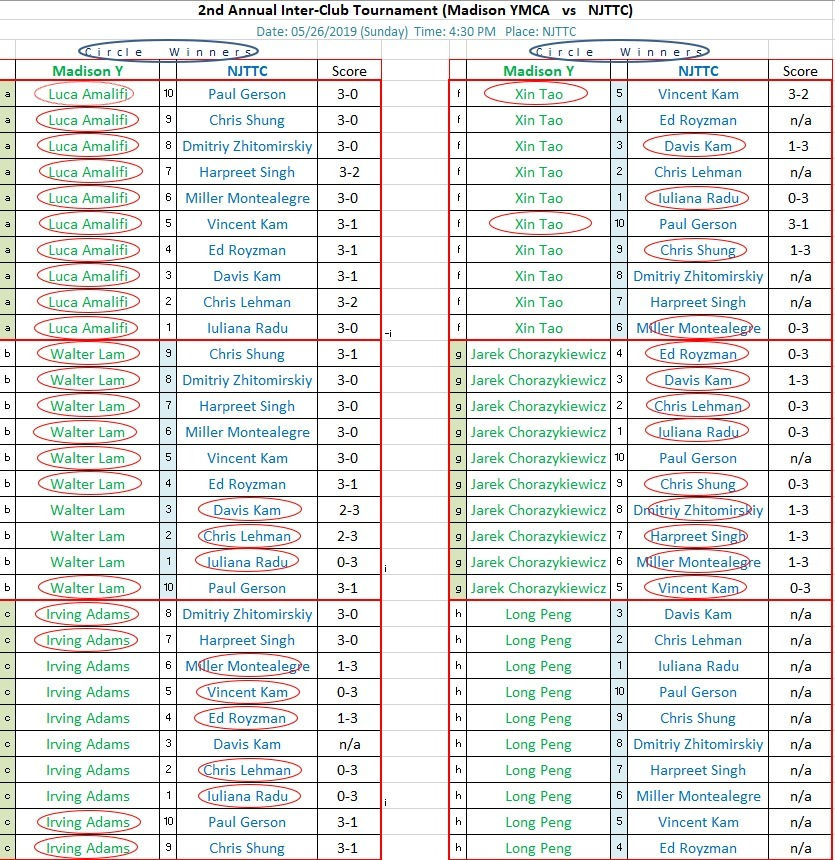 2nd Annual Inter-Club Tournament (Madison YMCA vs NJTTC)
Date: 05/26/2019 (Sunday) Time: 4:30 PM Place: NJTTC
Circle Winners
Madison Y NJTTC Score
a Luca Amalifi 10 Paul Gerson 3-0
a Luca Amalifi 9 Chris Shung 3-0
a Luca Amalifi 8 Dmitriy Zhitomirskiy 3-0
a Luca Amalifi 7 Harpreet Singh 3-2
a Luca Amalifi 6 Miller Montealegre 3-0
a Luca Amalifi 5 Vincent Kam 3-1
a Luca Amalifi 4 Ed Royzman 3-1
a Luca Amalifi 3 Davis Kam 3-1
a Luca Amalifi 2 Chris Lehman 3-2
a Luca Amalifi 1 Iuliana Radu 3-0
b Walter Lam 9 Chris Shung 3-1
b Walter Lam 8 Dmitriy Zhitomirskiy 3-0
b Walter Lam 7 Harpreet Singh 3-0
b Walter Lam 6 Miller Montealegre 3-0
b Walter Lam 5 Vincent Kam 3-0
b Walter Lam 4 Ed Royzman 3-1
b Walter Lam 3 Davis Kam 2-3
b Walter Lam 2 Chris Lehman 2-3
b Walter Lam 1 Iuliana Radu 0-3
b Walter Lam 10 Paul Gerson 3-1
c Irving Adams 8 Dmitriy Zhitomirskiy 3-0
c Irving Adams 7 Harpreet Singh 3-0
c Irving Adams 6 Miller Montealegre 1-3
c Irving Adams 5 Vincent Kam 0-3
c Irving Adams 4 Ed Royzman 1-3
c Irving Adams 3 Davis Kam n/a
c Irving Adams 2 Chris Lehman 0-3
c Irving Adams 1 Iuliana Radu 0-3
c Irving Adams 10 Paul Gerson 3-1
c Irving Adams 9 Chris Shung 3-1
Circle Winners
Madison Y NJTTC Score
f Xin Tao 5 Vincent Kam 3-2
f Xin Tao 4 Ed Royzman n/a
f Xin Tao 3 Davis Kam 1-3
f Xin Tao 2 Chris Lehman n/a
f Xin Tao 1 Iuliana Radu 0-3
f Xin Tao 10 Paul Gerson 3-1
f Xin Tao 9 Chris Shung 1-3
f Xin Tao 8 Dmitriy Zhitomirskiy n/a
f Xin Tao 7 Harpreet Singh n/a
f Xin Tao 6 Miller Montealegre 0-3
g Jarek Chorazykiewicz 4 Ed Royzman 0-3
g Jarek Chorazykiewicz 3 Davis Kam 1-3
g Jarek Chorazykiewicz 2 Chris Lehman 0-3
g Jarek Chorazykiewicz 1 Iuliana Radu 0-3
g Jarek Chorazykiewicz 10 Paul Gerson n/a
g Jarek Chorazykiewicz 9 Chris Shung 0-3
g Jarek Chorazykiewicz 8 Dmitriy Zhitomirskiy 1-3
g Jarek Chorazykiewicz 7 Harpreet Singh 1-3
g Jarek Chorazykiewicz 6 Miller Montealegre 1-3
g Jarek Chorazykiewicz 5 Vincent Kam 0-3
h Long Peng 3 Davis Kam n/a
h Long Peng 2 Chris Lehman n/a
h Long Peng 1 Iuliana Radu n/a
h Long Peng 10 Paul Gerson n/a
h Long Peng 9 Chris Shung n/a
h Long Peng 8 Dmitriy Zhitomirskiy n/a
h Long Peng 7 Harpreet Singh n/a
h Long Peng 6 Miller Montealegre n/a
h Long Peng 5 Vincent Kam n/a
h Long Peng 4 Ed Royzman n/a